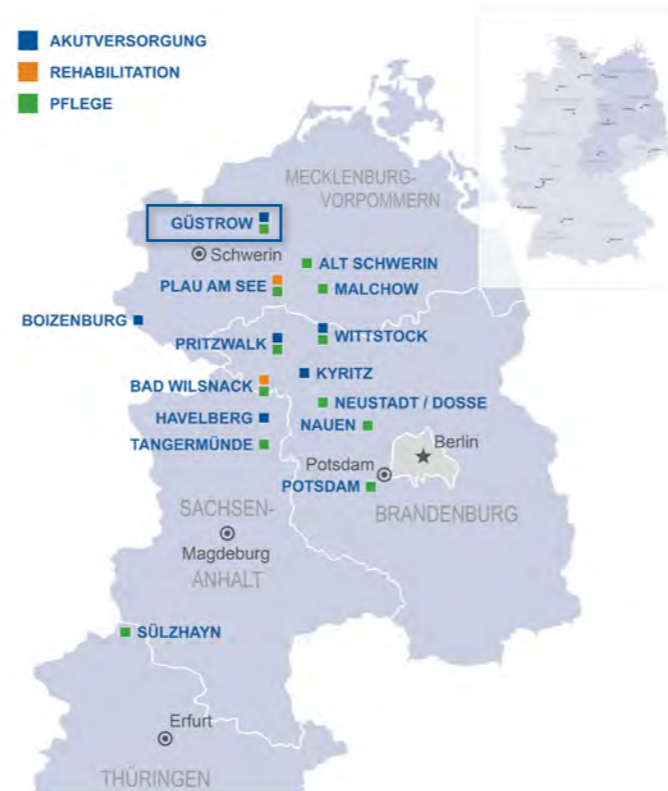 AKUTVERSORGUNG
REHABILITATION
PFLEGE
MECKLENBURG-
VORPOMMERN
GÜSTROW
Schwerin
ALT SCHWERIN
PLAU AM SEE
MALCHOW
BOIZENBURG
PRITZWALK
WITTSTOCK
KYRITZ
BAD WILSNACK
NEUSTADT / DOSSE
HAVELBERG
NAUEN
TANGERMÜNDE
Berlin
Potsdam
POTSDAM
SACHSEN-
BRANDENBURG
Magdeburg
ANHALT
SÜLZHAYN
Erfurt
THÜRINGEN